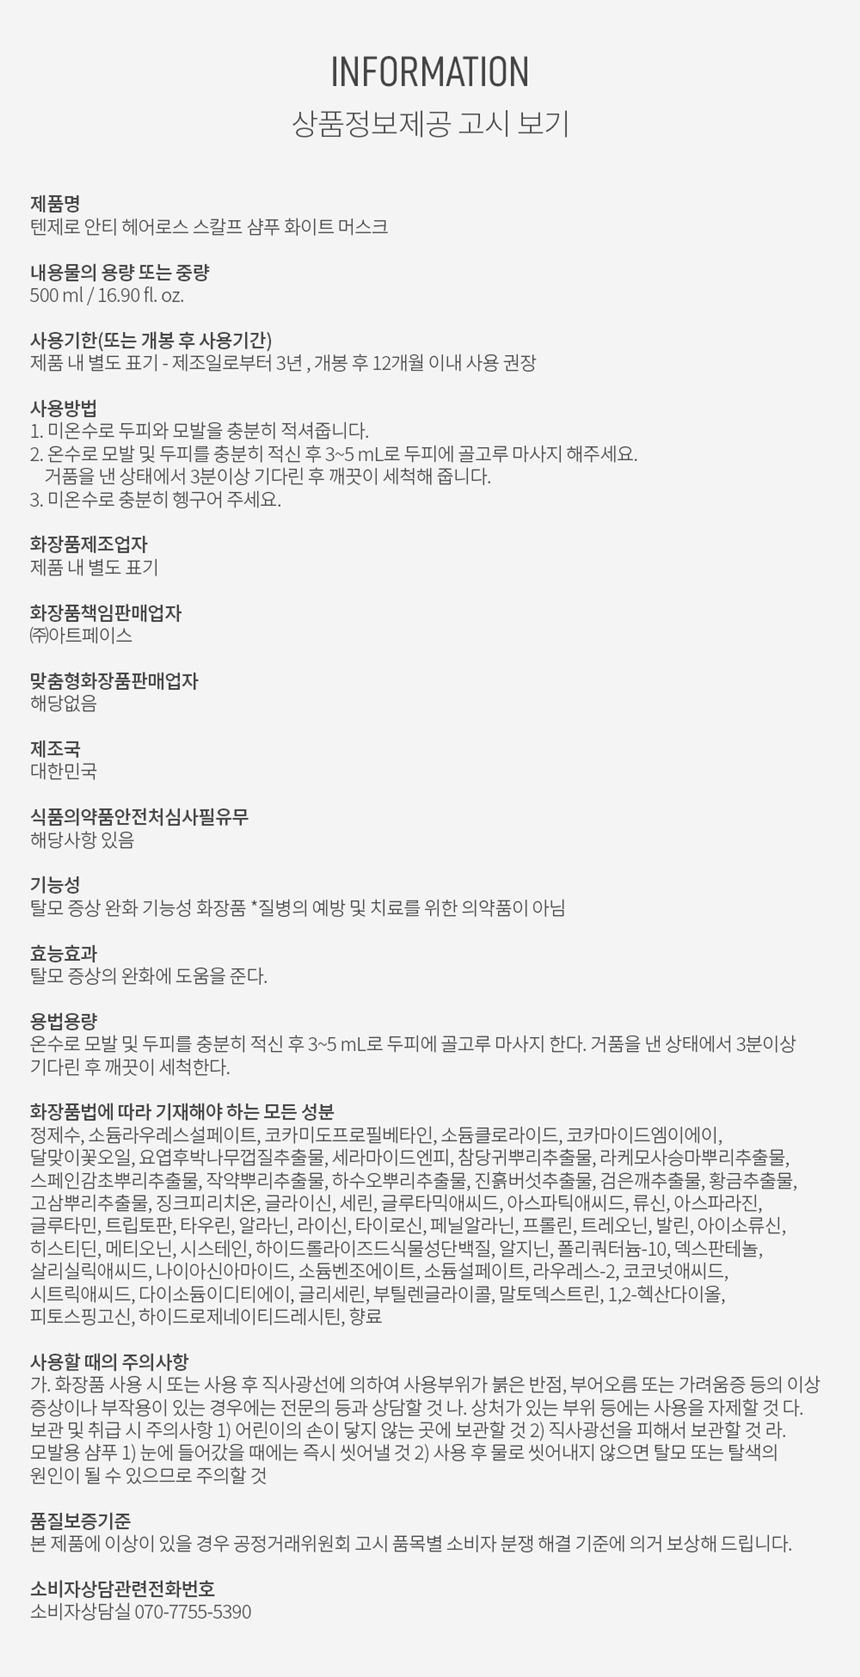 INFORMATION
상품정보제공 고시 보기
제품명
텐제로 안티 헤어로스 스칼프 샴푸 화이트 머스크
내용물의 용량 또는 중량
500 ml / 16.90 fl. oz.
사용기한(또는 개봉 후 사용기간)
제품 내 별도 표기 - 제조일로부터 3년 , 개봉 후 12개월 이내 사용 권장
사용방법
1. 미온수로 두피와 모발을 충분히 적셔줍니다.
2. 온수로 모발 및 두피를 충분히 적신 후 3~5 mL로 두피에 골고루 마사지 해주세요.
거품을 낸 상태에서 3분이상 기다린 후 깨끗이 세척해 줍니다.
3. 미온수로 충분히 헹구어 주세요.
화장품제조업자
제품 내 별도 표기
화장품책임판매업자
㈜아트페이스
맞춤형화장품판매업자
해당없음
제조국
대한민국
식품의약품안전처심사필유무
해당사항 있음
기능성
탈모 증상 완화 기능성 화장품 *질병의 예방 및 치료를 위한 의약품이 아님
효능효과
탈모 증상의 완화에 도움을 준다.
용법용량
온수로 모발 및 두피를 충분히 적신 후 3~5 mL로 두피에 골고루 마사지 한다. 거품을 낸 상태에서 3분이상
기다린 후 깨끗이 세척한다.
화장품법에 따라 기재해야 하는 모든 성분
정제수, 소듐라우레스설페이트, 코카미도프로필베타인, 소듐클로라이드, 코카마이드엠이에이,
달맞이꽃오일, 요엽후박나무껍질추출물, 세라마이드엔피, 참당귀뿌리추출물, 라케모사승마뿌리추출물,
스페인감초뿌리추출물, 작약뿌리추출물, 하수오뿌리추출물, 진흙버섯추출물, 검은깨추출물, 황금추출물,
고삼뿌리추출물, 징크피리치온, 글라이신, 세린, 글루타믹애씨드, 아스파틱애씨드, 류신, 아스파라진,
글루타민, 트립토판, 타우린, 알라닌, 라이신, 타이로신, 페닐알라닌, 프롤린, 트레오닌, 발린, 아이소류신,
히스티딘, 메티오닌, 시스테인, 하이드롤라이즈드식물성단백질, 알지닌, 폴리쿼터늄-10, 덱스판테놀,
살리실릭애씨드, 나이아신아마이드, 소듐벤조에이트, 소듐설페이트, 라우레스-2, 코코넛애씨드,
시트릭애씨드, 다이소듐이디티에이, 글리세린, 부틸렌글라이콜, 말토덱스트린, 1,2-헥산다이올,
피토스핑고신, 하이드로제네이티드레시틴, 향료
사용할 때의 주의사항
가. 화장품 사용 시 또는 사용 후 직사광선에 의하여 사용부위가 붉은 반점, 부어오름 또는 가려움증 등의 이상
증상이나 부작용이 있는 경우에는 전문의 등과 상담할 것 나. 상처가 있는 부위 등에는 사용을 자제할 것 다.
보관 및 취급 시 주의사항 1) 어린이의 손이 닿지 않는 곳에 보관할 것 2) 직사광선을 피해서 보관할 것 라.
모발용 샴푸 1) 눈에 들어갔을 때에는 즉시 씻어낼 것 2) 사용 후 물로 씻어내지 않으면 탈모 또는 탈색의
원인이 될 수 있으므로 주의할 것
품질보증기준
본 제품에 이상이 있을 경우 공정거래위원회 고시 품목별 소비자 분쟁 해결 기준에 의거 보상해 드립니다.
소비자상담관련전화번호
소비자상담실 070-7755-5390